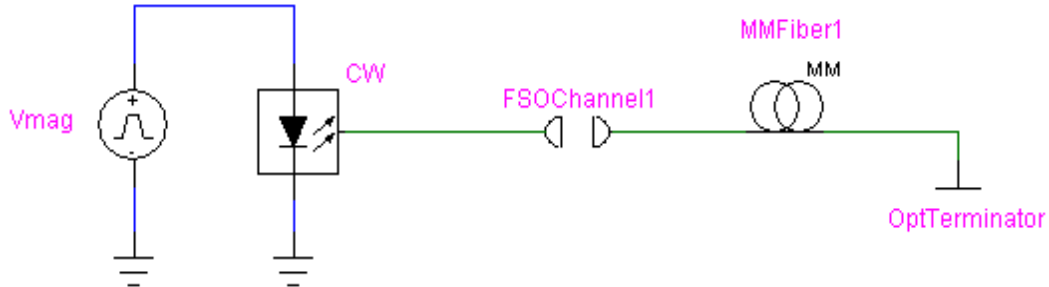 MMFiber1
MM
CW
FSOChannel1
Vmag
+
-
OptTerminator